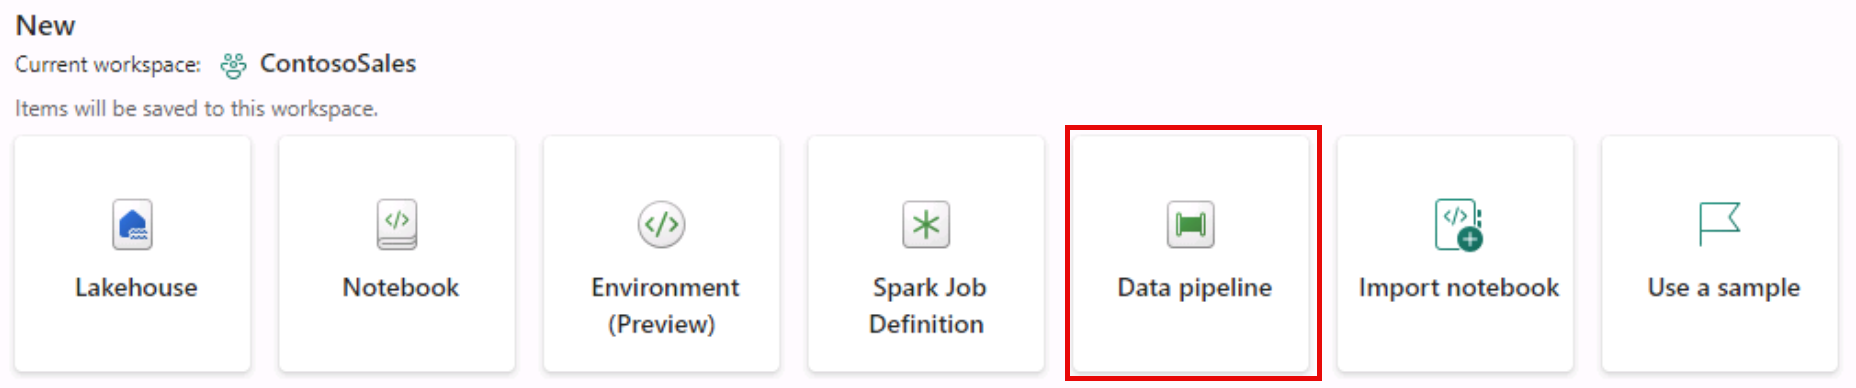 New
Current workspace: ContosoSales
Items will be saved to this workspace.
Lakehouse
Notebook
Environment
(Preview)
Spark Job
Definition
Data pipeline
Import notebook
Use a sample